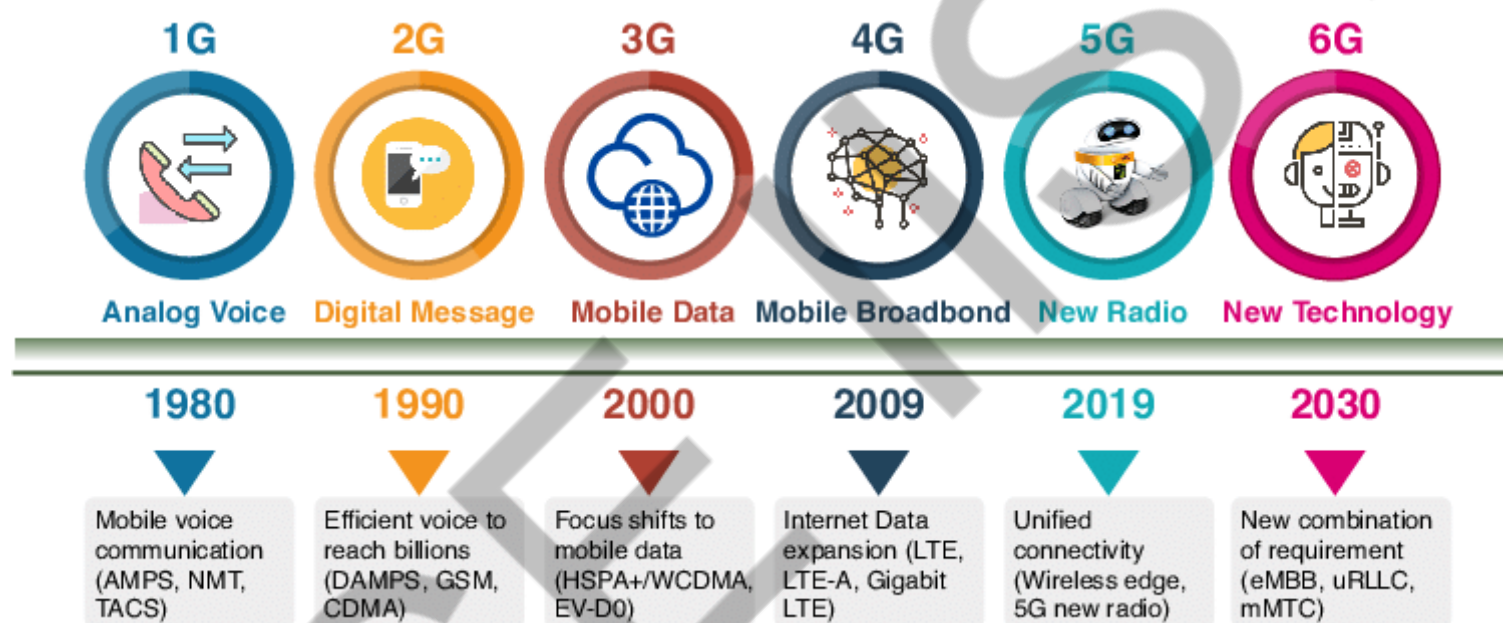 1G 2G 3G 4G 5G 6G
Analog Voice Digital Message Mobile Data Mobile Broadbond New Radio New Technology
1980 1990 2000 2009 2019 2030
Mobile voice
communication
(AMPS, NMT,
TACS)
Efficient voice to
reach billions
(DAMPS, GSM,
CDMA)
Focus shifts to
mobile data
(HSPA+/WCDMA,
EV-D0)
Internet Data
expansion (LTE,
LTE-A, Gigabit
LTE)
Unified
connectivity
(Wireless edge,
5G new radio)
New combination
of requirement
(eMBB, uRLLC,
mMTC)